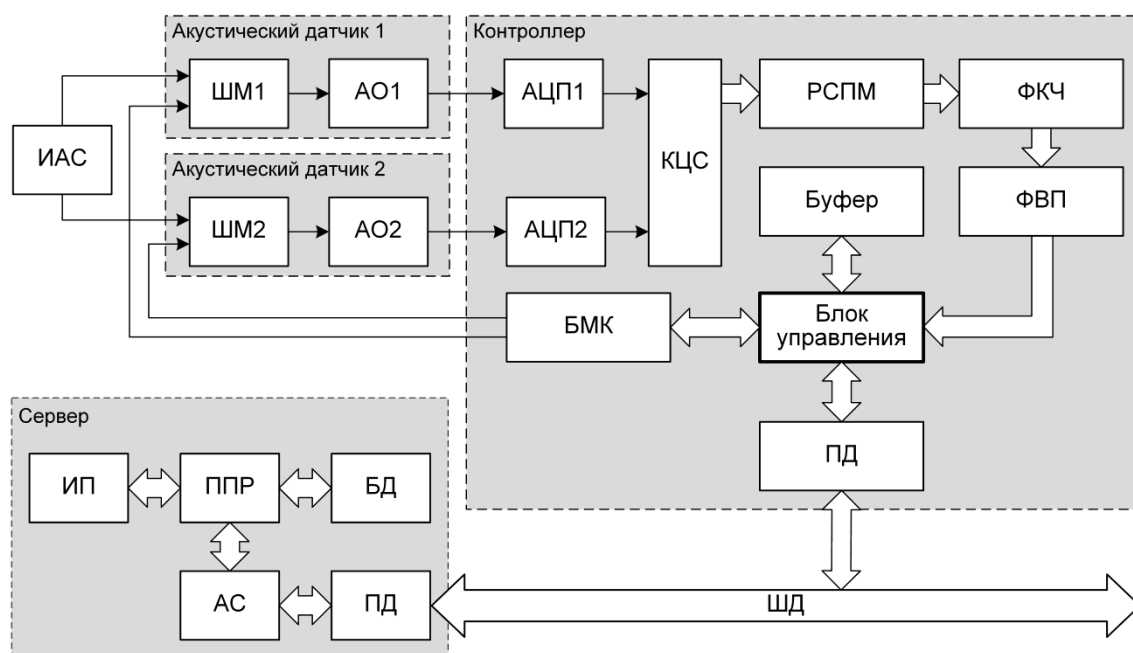 Акустический датчик 1
ШМ1
АО1
ИАС
Акустический датчик 2
ШМ2
АО2
Контроллер
АЦП1
АЦП2
КЦС
РСПМ
ФКЧ
Буфер
ФВП
БМК
Блок
управления
ПД
Сервер
ИП
ППР
БД
АС
ПД
ШД